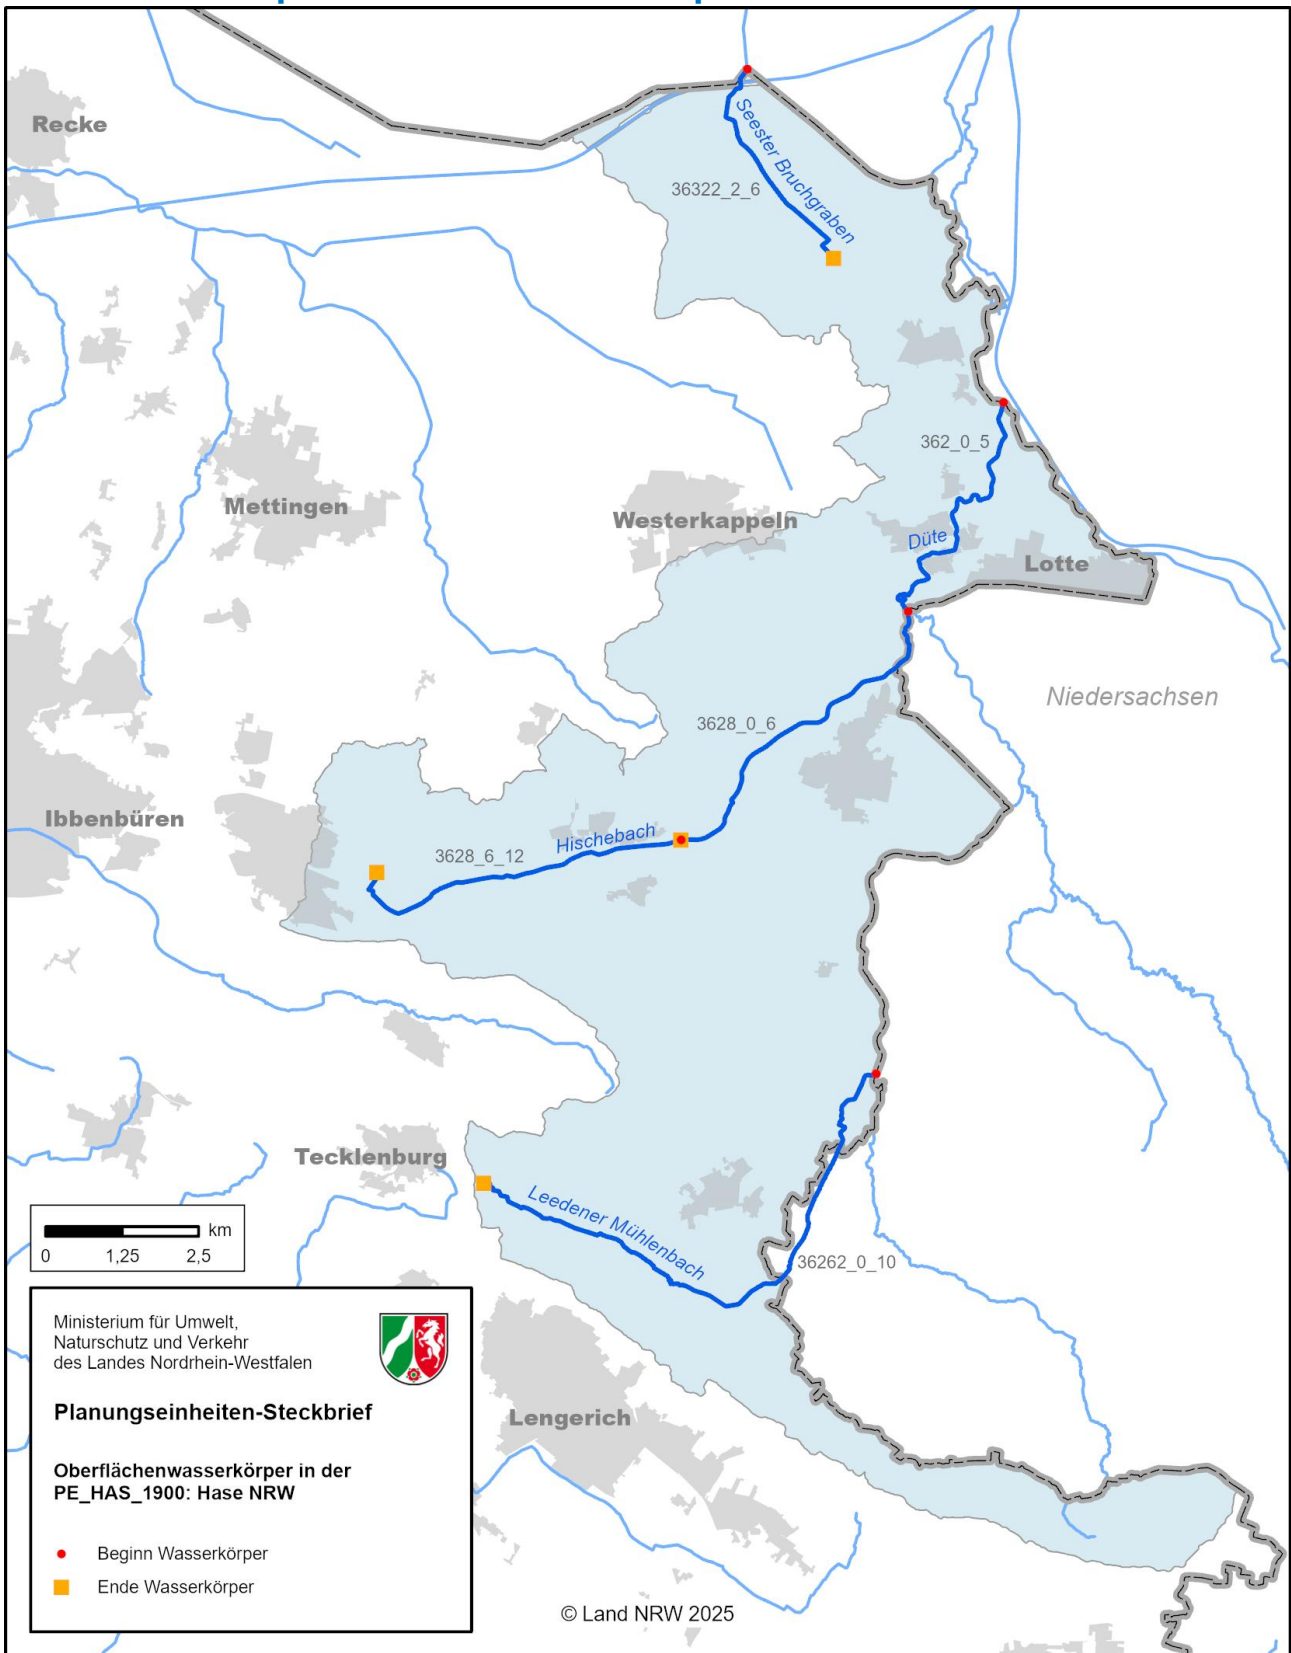 Recke
Seester Bruchgraben
36322_2_6
362_0_5
Mettingen
Westerkappeln
Düte
Lotte
Niedersachsen
3628_0_6
Ibbenbüren
Hischebach
3628_6_12
Tecklenburg
Leedener Mühlenbach
36262_0_10
km
0 1,25 2,5
Ministerium für Umwelt,
Naturschutz und Verkehr
des Landes Nordrhein-Westfalen
Planungseinheiten-Steckbrief
Lengerich
Oberflächenwasserkörper in der
PE_HAS_1900: Hase NRW
Beginn Wasserkörper
Ende Wasserkörper
© Land NRW 2025